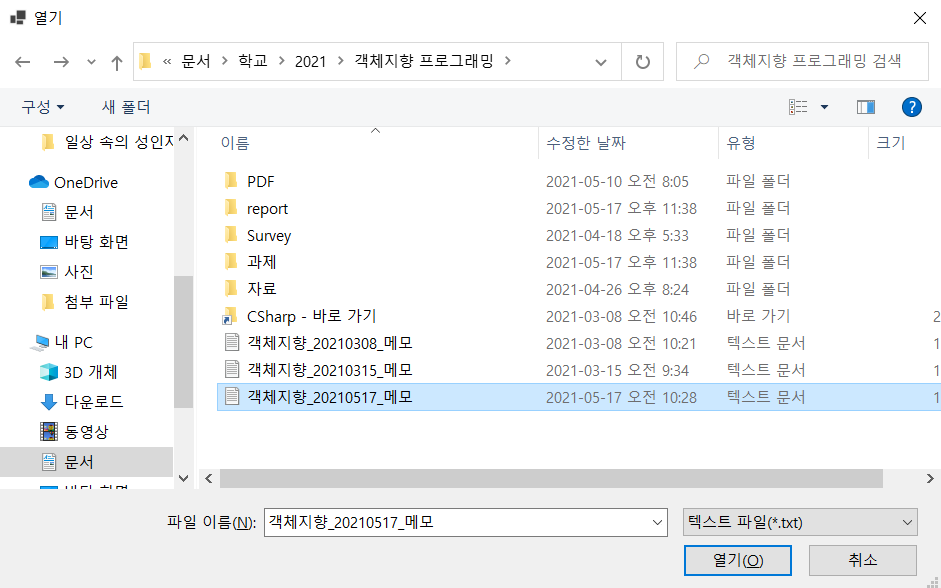 열기
« 문서 > 학교 > 2021 > 객체지향 프로그래밍 >
객체지향 프로그래밍 검색
구성
새 폴더
?
일상 속의 성인지
OneDrive
문서
바탕 화면
사진
첨부 파일
내 PC
3D 개체
다운로드
동영상
문서
바탕 화면
이름 수정한 날짜 유형 크기
PDF 2021-05-10 오전 8:05 파일 폴더
report 2021-05-17 오후 11:38 파일 폴더
Survey 2021-04-18 오후 5:33 파일 폴더
과제 2021-05-17 오후 11:38 파일 폴더
자료 2021-04-26 오후 8:24 파일 폴더
CSharp - 바로 가기 2021-03-08 오전 10:46 바로 가기 2
객체지향_20210308_메모 2021-03-08 오전 10:21 텍스트 문서 1
객체지향_20210315_메모 2021-03-15 오전 9:34 텍스트 문서 1
객체지향_20210517_메모 2021-05-17 오전 10:28 텍스트 문서 1
파일 이름(N): 객체지향_20210517_메모
텍스트 파일(*.txt)
열기(O)
취소